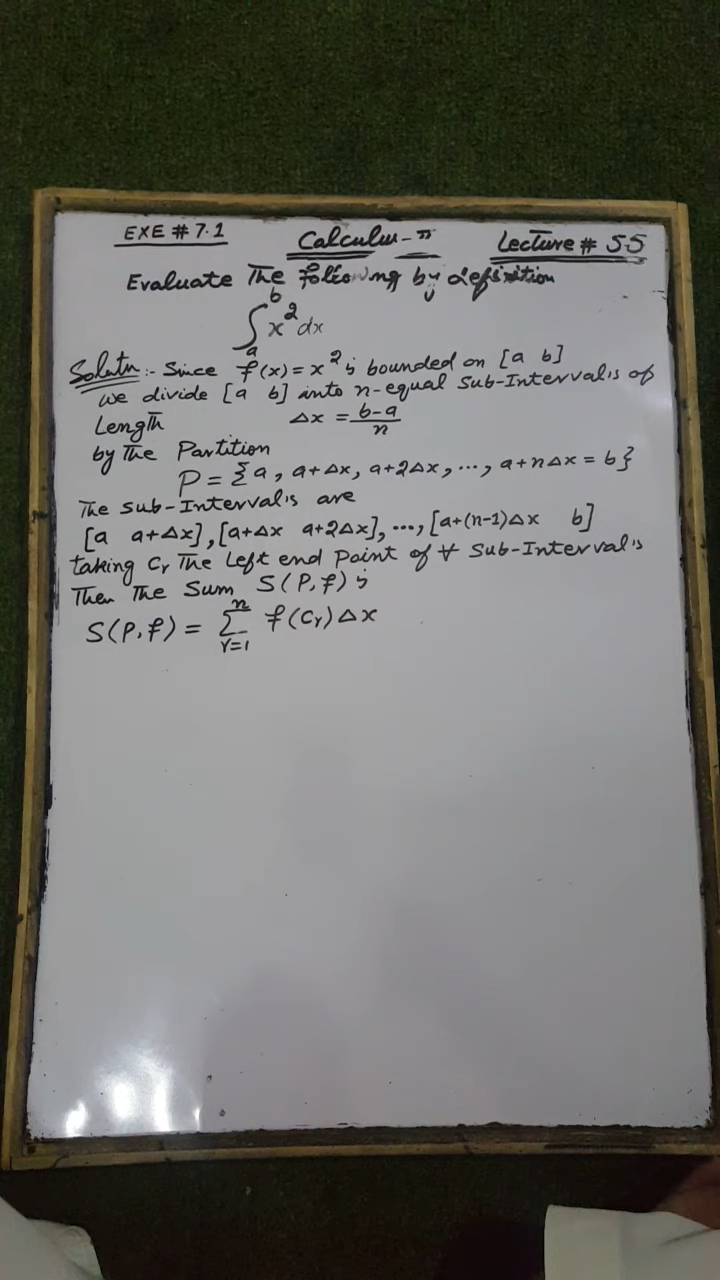 EXE # 7.1 Calculus-II Lecture # 55
Evaluate The following by definition
∫_a^b x² dx
Solutn:- Since f(x) = x² is bounded on [a b]
we divide [a b] into n-equal Sub-Intervals of
Length Δx = (b-a)/n
by The Partition
P = {a, a+Δx, a+2Δx, ..., a+nΔx = b}
The Sub-Intervals are
[a a+Δx], [a+Δx a+2Δx], ..., [a+(n-1)Δx b]
taking Cr The Left end Point of ∀ Sub-Intervals
Then The Sum S(P,f) is
S(P,f) = ∑_{r=1}^n f(Cr) Δx